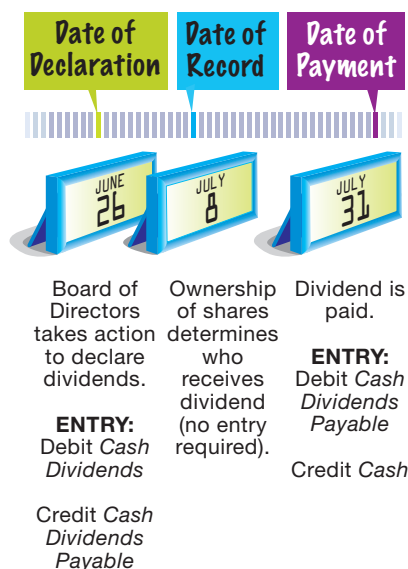 Date of
Declaration
Date of
Record
Date of
Payment
JUNE
26
JULY
8
JULY
31
Board of
Directors
takes action
to declare
dividends.
ENTRY:
Debit Cash
Dividends
Credit Cash
Dividends
Payable
Ownership
of shares
determines
who
receives
dividend
(no entry
required).
Dividend is
paid.
ENTRY:
Debit Cash
Dividends
Payable
Credit Cash